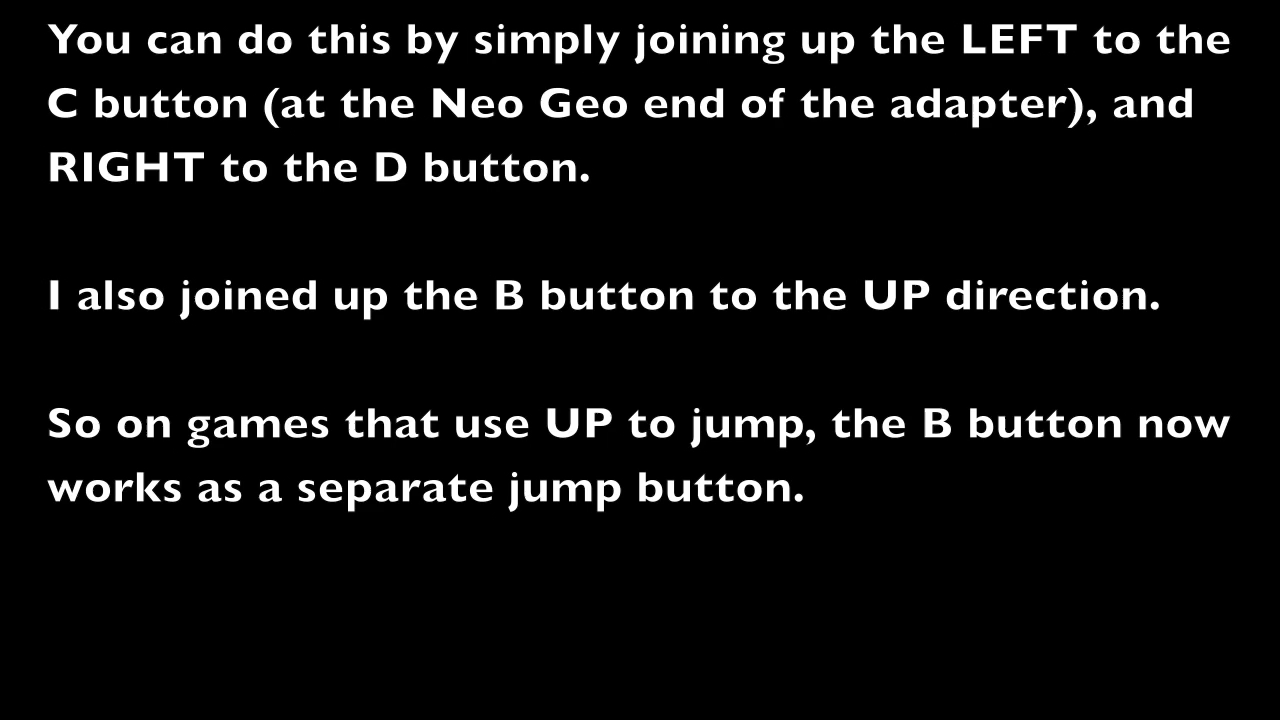 You can do this by simply joining up the LEFT to the
C button (at the Neo Geo end of the adapter), and
RIGHT to the D button.
I also joined up the B button to the UP direction.
So on games that use UP to jump, the B button now
works as a separate jump button.